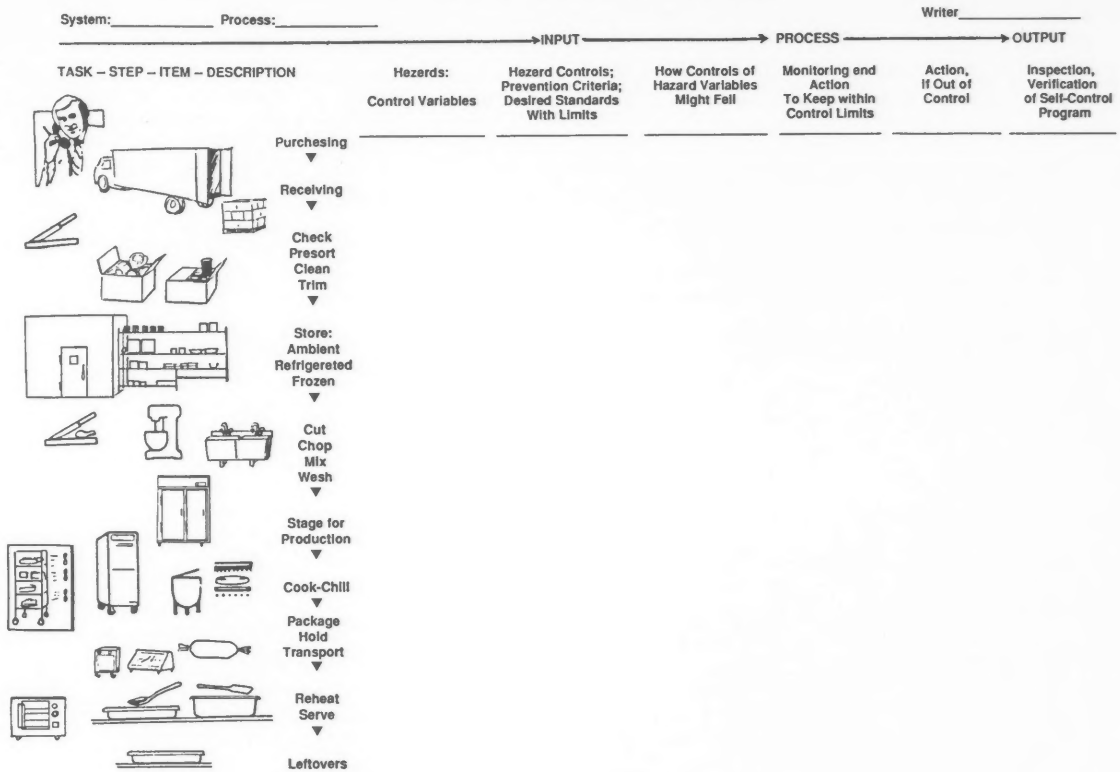 System: Process: Writer
INPUT PROCESS OUTPUT
TASK – STEP – ITEM – DESCRIPTION
Hezerds:
Control Variables
Hezerd Controls;
Prevention Criteria;
Desired Standards
With Limits
How Controls of
Hazard Variables
Might Fell
Monitoring end
Action
To Keep within
Control Limits
Action,
If Out of
Control
Inspection,
Verification
of Self-Control
Program
Purchesing
Receiving
Check
Presort
Clean
Trim
Store:
Ambient
Refrigereted
Frozen
Cut
Chop
Mix
Wesh
Stage for
Production
Cook-Chill
Package
Hold
Transport
Reheat
Serve
Leftovers